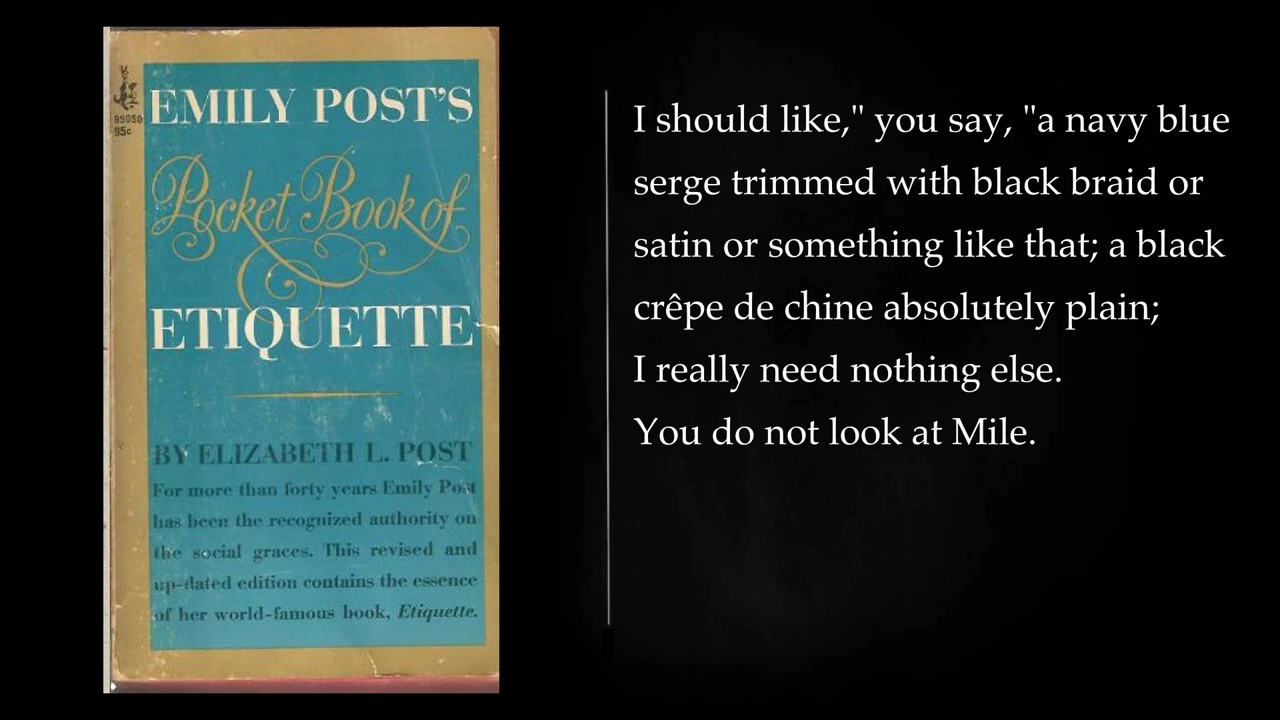 95050
95c
EMILY POST'S
Pocket Book of
ETIQUETTE
BY ELIZABETH L. POST
For more than forty years Emily Post
has been the recognized authority on
the social graces. This revised and
up-dated edition contains the essence
of her world-famous book, Etiquette.
I should like," you say, "a navy blue
serge trimmed with black braid or
satin or something like that; a black
crêpe de chine absolutely plain;
I really need nothing else.
You do not look at Mile.